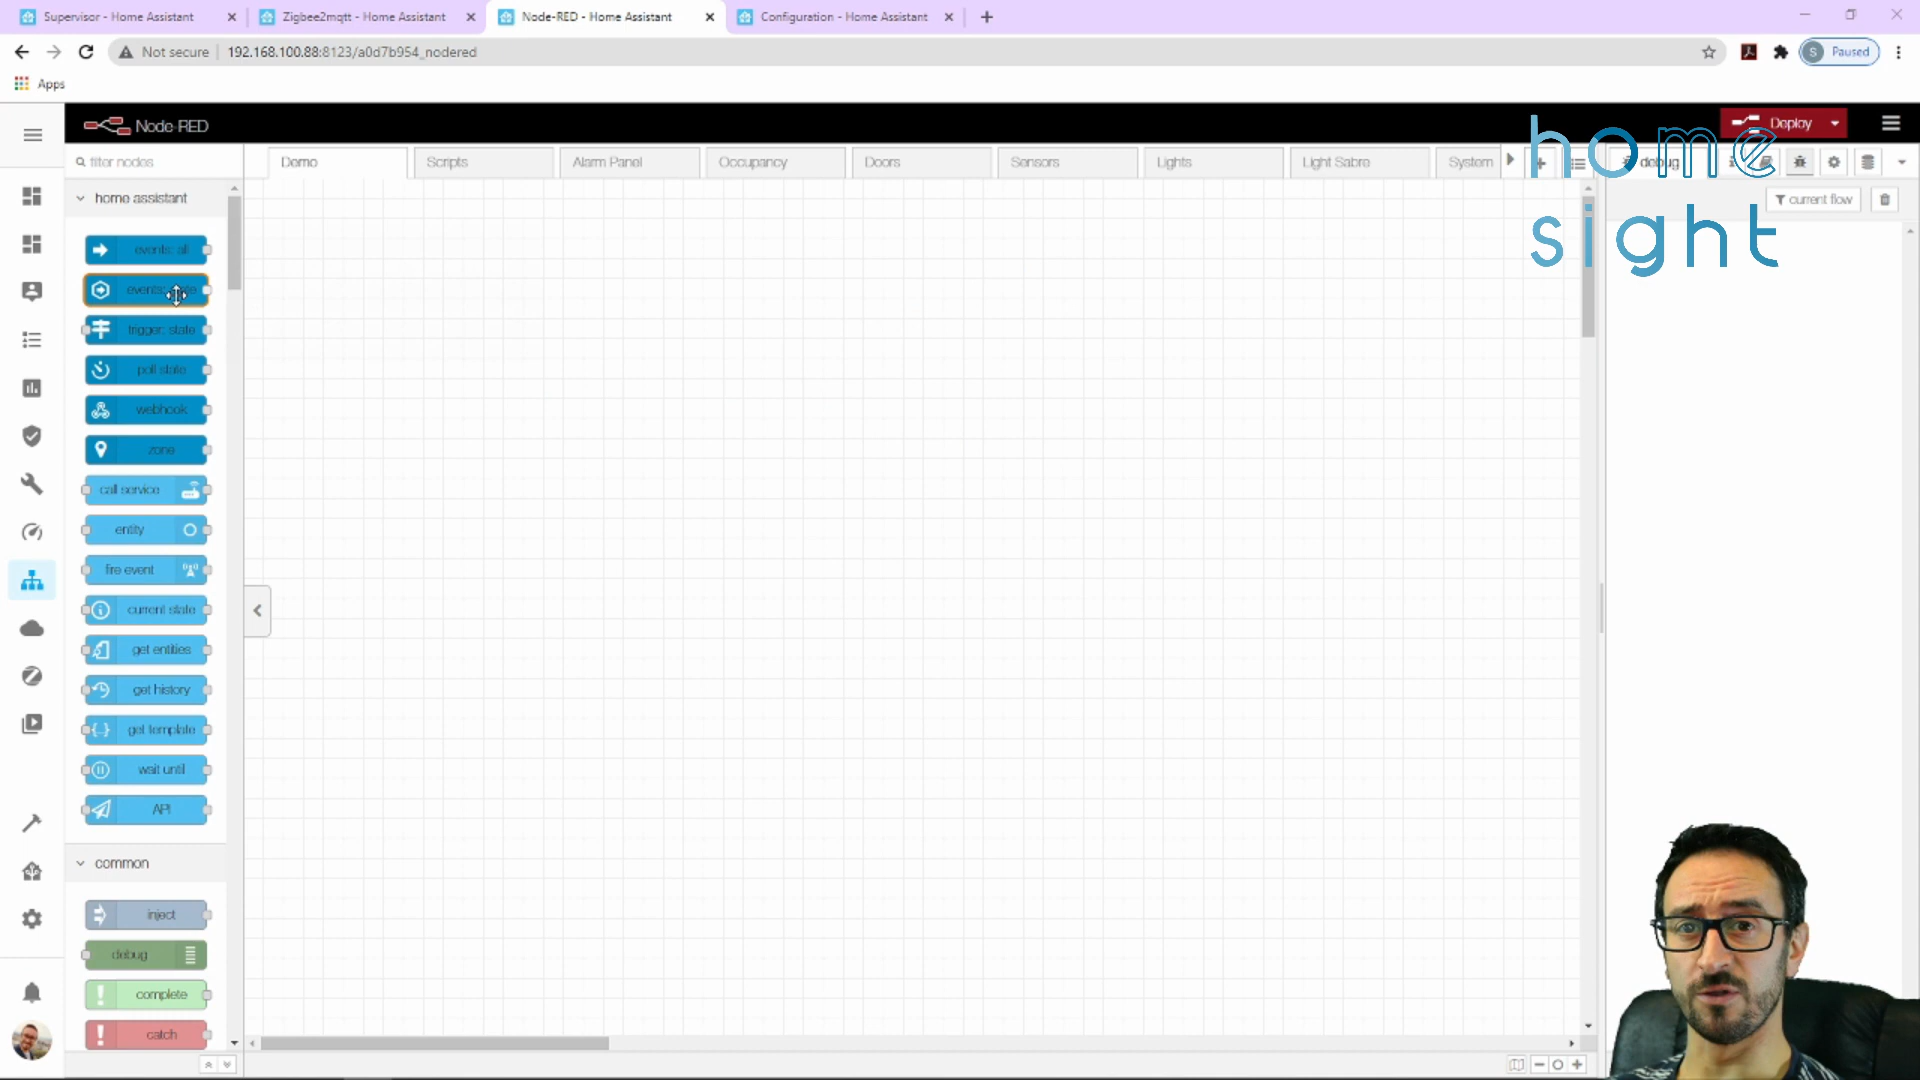 Supervisor - Home Assistant
Zigbee2mqtt - Home Assistant
Node-RED - Home Assistant
Configuration - Home Assistant
Not secure
192.168.100.88:8123/a0d7b954_nodered
S Paused
Apps
Node-RED
Deploy
home
sight
filter nodes
Demo
Scripts
Alarm Panel
Occupancy
Doors
Sensors
Lights
Light Sabre
System
debug
current flow
home assistant
events: all
events: state
trigger: state
poll state
webhook
zone
call service
entity
fire event
current state
get entities
get history
get template
wait until
API
common
inject
debug
complete
catch